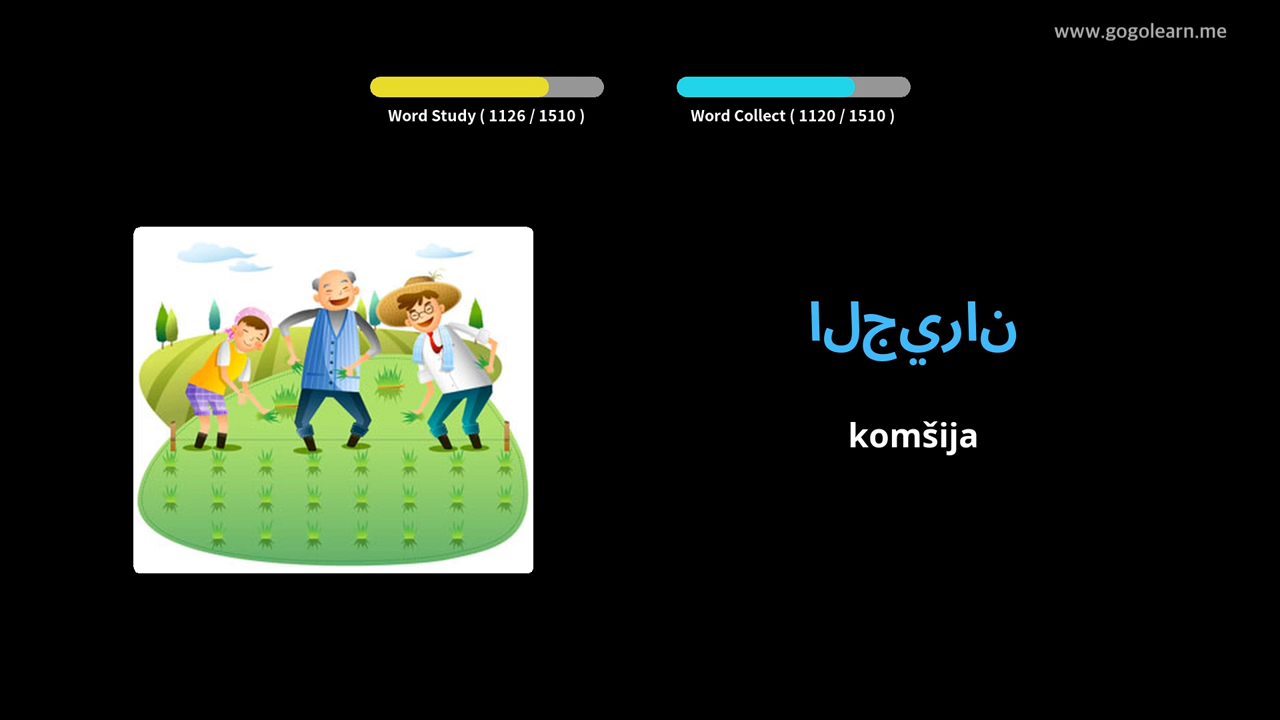 www.gogolearn.me
Word Study ( 1126 / 1510 )
Word Collect ( 1120 / 1510 )
الجيران
komšija